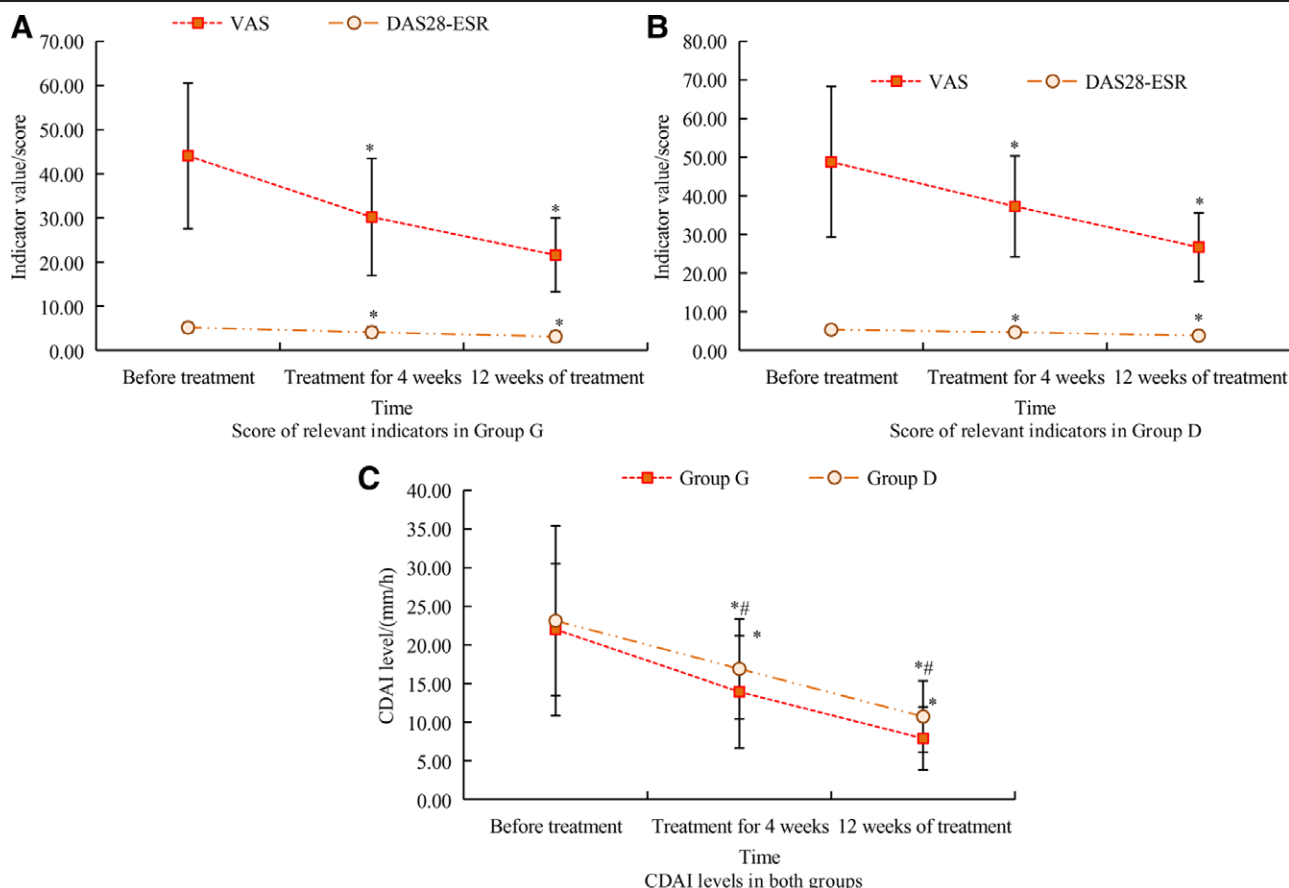 A
VAS
DAS28-ESR
70.00
60.00
50.00
40.00
30.00
20.00
10.00
0.00
Indicator value/score
*
*
*
*
Before treatment
Treatment for 4 weeks
12 weeks of treatment
Time
Score of relevant indicators in Group G
B
VAS
DAS28-ESR
80.00
70.00
60.00
50.00
40.00
30.00
20.00
10.00
0.00
Indicator value/score
*
*
*
*
Before treatment
Treatment for 4 weeks
12 weeks of treatment
Time
Score of relevant indicators in Group D
C
Group G
Group D
40.00
35.00
30.00
25.00
20.00
15.00
10.00
5.00
0.00
CDAI level/(mm/h)
*#
*
*#
*
Before treatment
Treatment for 4 weeks
12 weeks of treatment
Time
CDAI levels in both groups